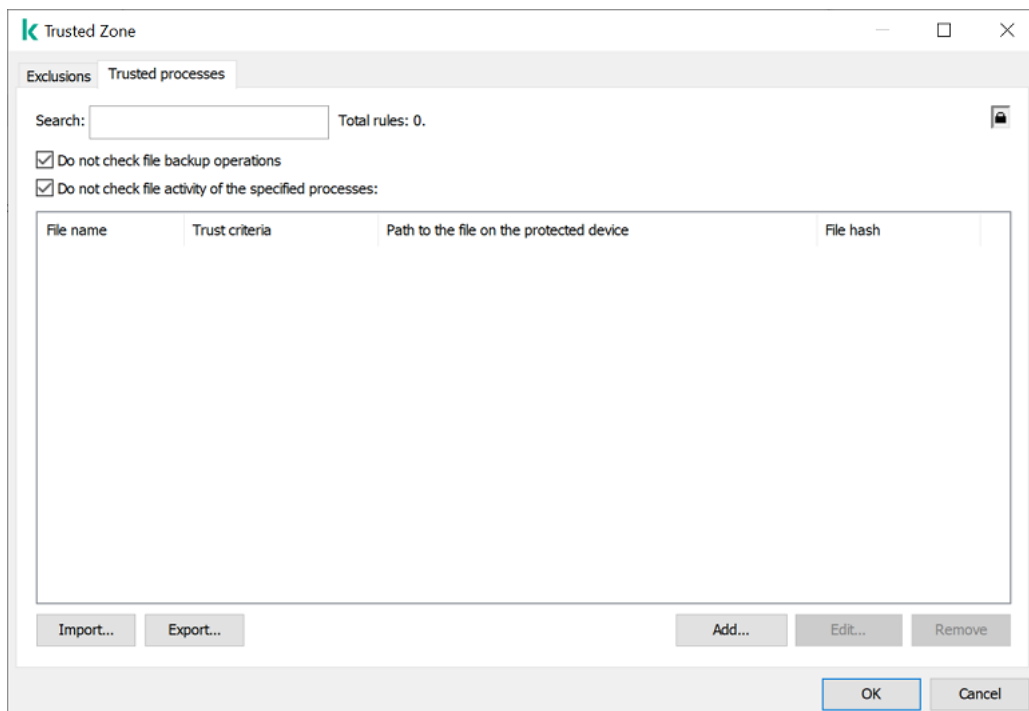 Trusted Zone
Exclusions Trusted processes
Search: Total rules: 0.
Do not check file backup operations
Do not check file activity of the specified processes:
File name Trust criteria Path to the file on the protected device File hash
Import... Export... Add... Edit... Remove
OK Cancel